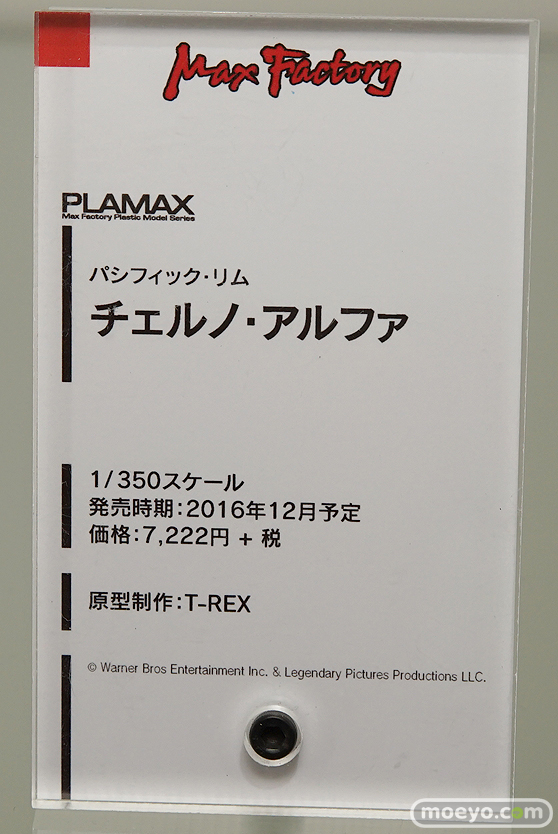 Max Factory
PLAMAX
Max Factory Plastic Model Series
パシフィック・リム
チェルノ・アルファ
1/350スケール
発売時期:2016年12月予定
価格:7,222円 + 税
原型制作:T-REX
© Warner Bros Entertainment Inc. & Legendary Pictures Productions LLC.
moeyo.com